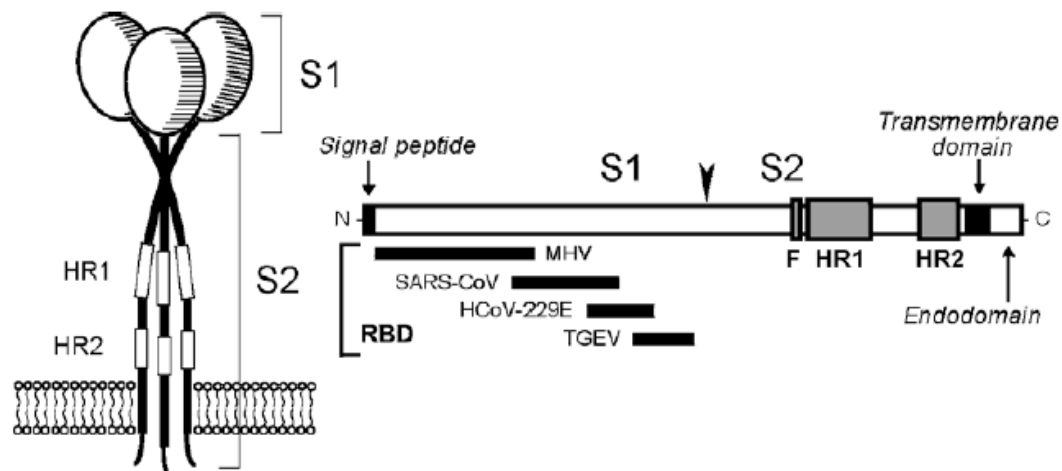 S1
S2
HR1
HR2
Signal peptide
Transmembrane
domain
S1
S2
N
C
F
HR1
HR2
Endodomain
RBD
MHV
SARS-CoV
HCoV-229E
TGEV